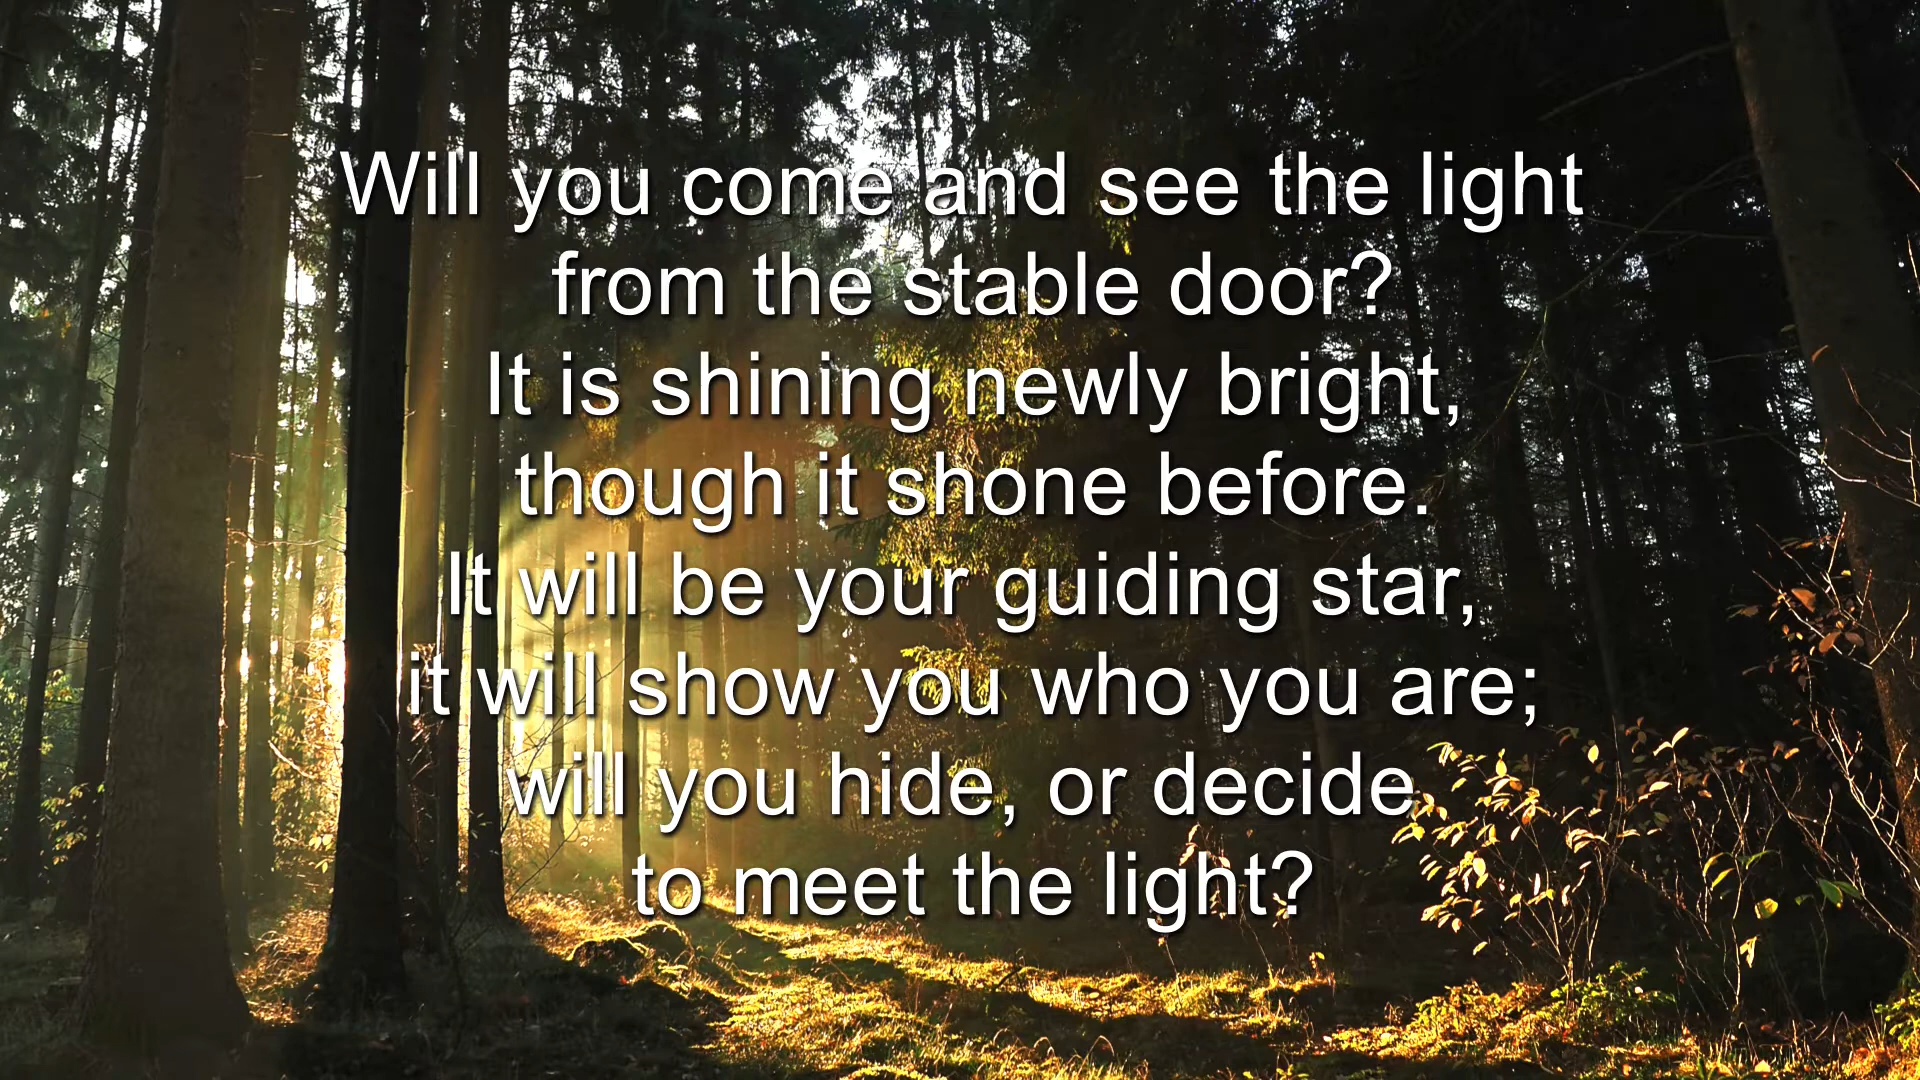 Will you come and see the light
from the stable door?
It is shining newly bright,
though it shone before.
It will be your guiding star,
it will show you who you are;
will you hide, or decide
to meet the light?